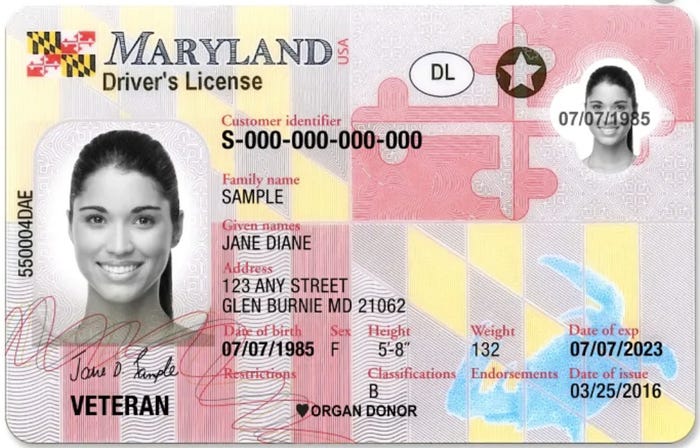 MARYLAND USA
Driver's License
DL
07/07/1985
Customer identifier
S-000-000-000-000
Family name
SAMPLE
Given names
JANE DIANE
Address
123 ANY STREET
GLEN BURNIE MD 21062
550004DAE
Date of birth Sex Height Weight Date of exp
07/07/1985 F 5'-8" 132 07/07/2023
Restrictions Classifications Endorsements Date of issue
B 03/25/2016
Jane D Sample
VETERAN
♥ORGAN DONOR